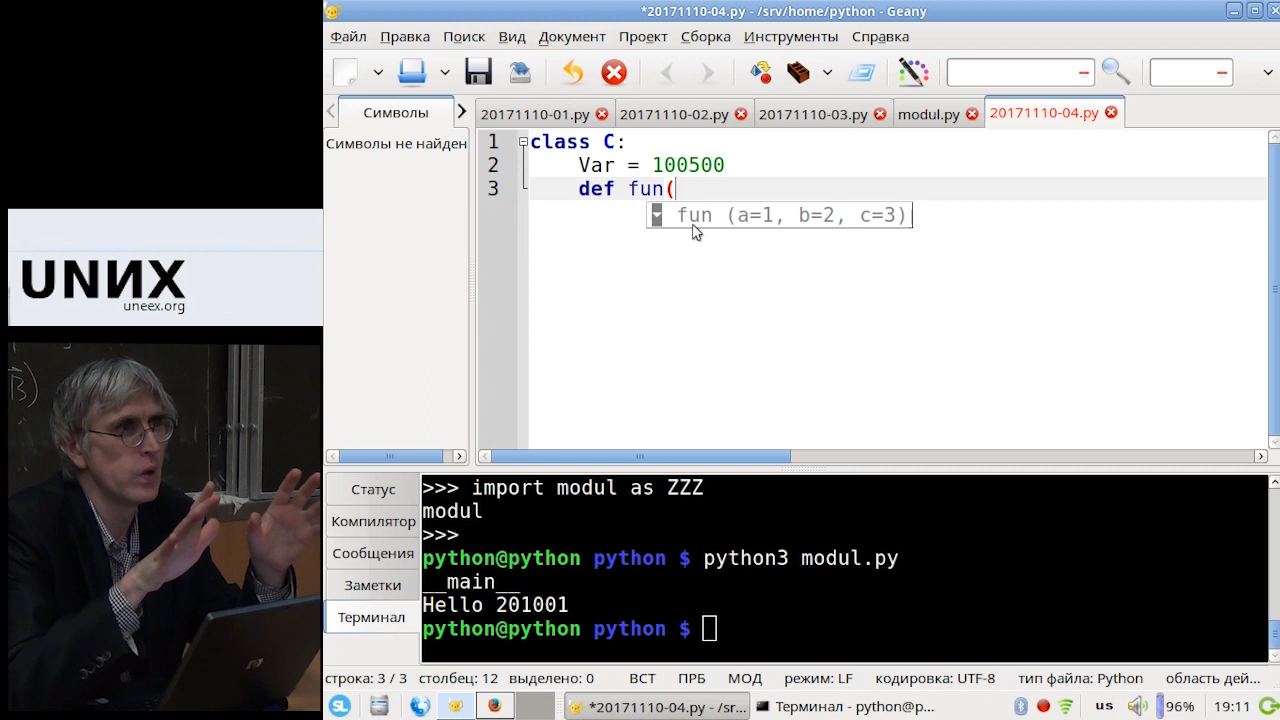 *20171110-04.py - /srv/home/python - Geany
Файл Правка Поиск Вид Документ Проект Сборка Инструменты Справка
Символы
20171110-01.py 20171110-02.py 20171110-03.py modul.py 20171110-04.py
Символы не найден
1 class C:
2 Var = 100500
3 def fun(
fun (a=1, b=2, c=3)
UNИX
uneex.org
B)
hp
Статус
Компилятор
Сообщения
Заметки
Терминал
>>> import modul as ZZZ
modul
>>>
python@python python $ python3 modul.py
__main__
Hello 201001
python@python python $
строка: 3 / 3 столбец: 12 выделено: 0 ВСТ ПРБ МОД режим: LF кодировка: UTF-8 тип файла: Python область дей...
SL *20171110-04.py - /sr... Терминал - python@p... us 96% 19:11